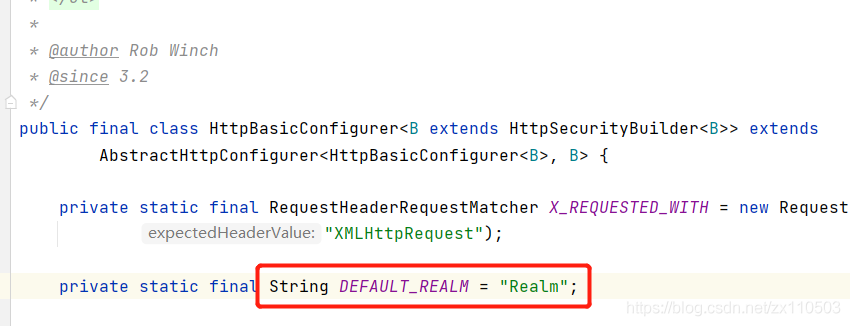 * </ol>
*
* @author Rob Winch
* @since 3.2
*/
public final class HttpBasicConfigurer<B extends HttpSecurityBuilder<B>> extends
AbstractHttpConfigurer<HttpBasicConfigurer<B>, B> {
private static final RequestHeaderRequestMatcher X_REQUESTED_WITH = new Request
expectedHeaderValue: "XMLHttpRequest");
private static final String DEFAULT_REALM = "Realm";
https://blog.csdn.net/zx110503